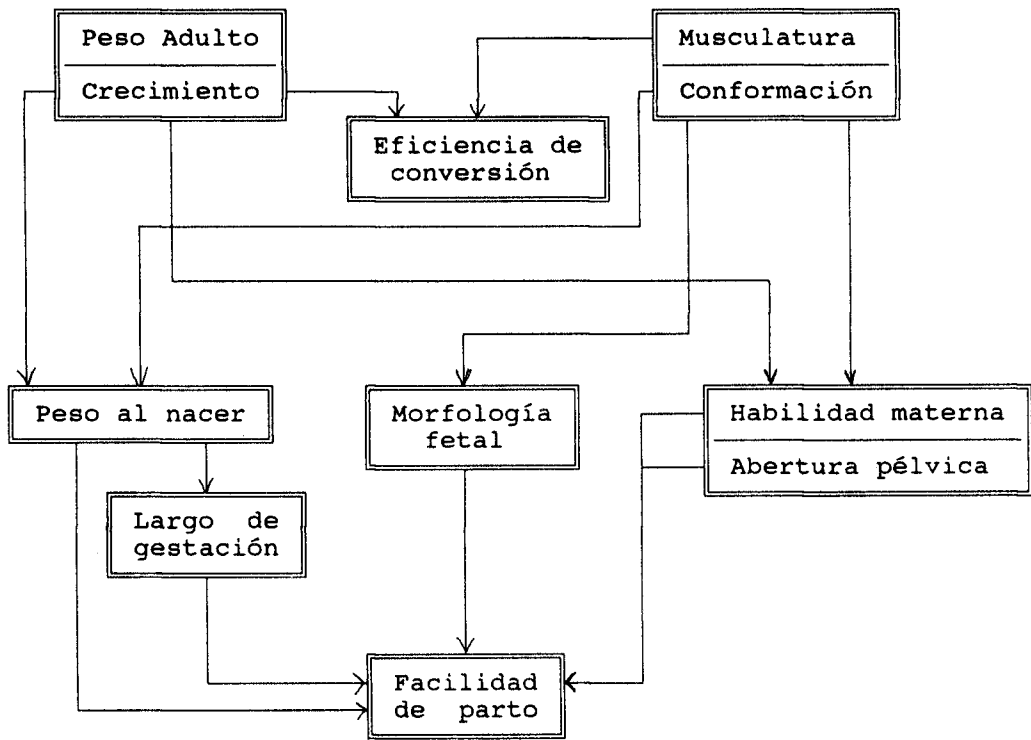 Peso Adulto
Crecimiento
Musculatura
Conformación
Eficiencia de
conversión
Peso al nacer
Morfología
fetal
Habilidad materna
Abertura pélvica
Largo de
gestación
Facilidad
de parto